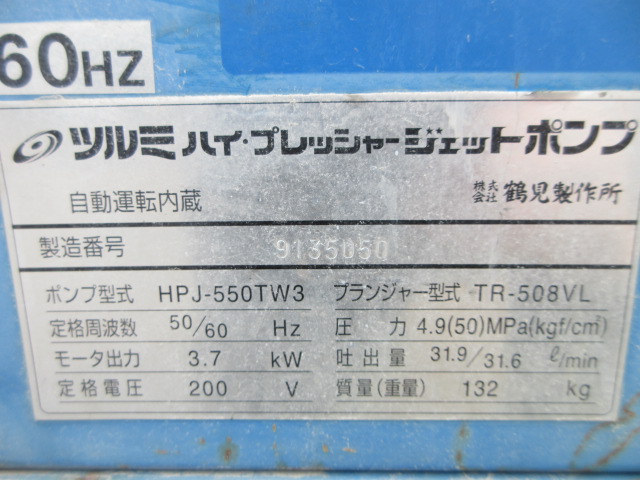 60HZ
ツルミハイ・プレッシャージェットポンプ
自動運転内蔵 株式会社 鶴見製作所
製造番号 9135050
ポンプ型式 HPJ-550TW3 プランジャー型式 TR-508VL
定格周波数 50/60 Hz 圧力 4.9(50)MPa(kgf/cm²)
モータ出力 3.7 kW 吐出量 31.9/31.6 ℓ/min
定格電圧 200 V 質量(重量) 132 kg